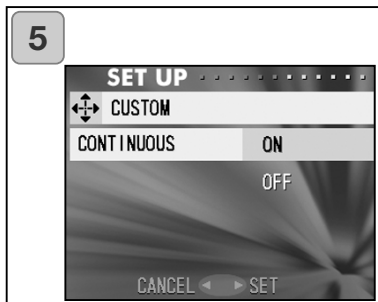 5
SET UP
CUSTOM
CONTINUOUS ON
OFF
CANCEL SET